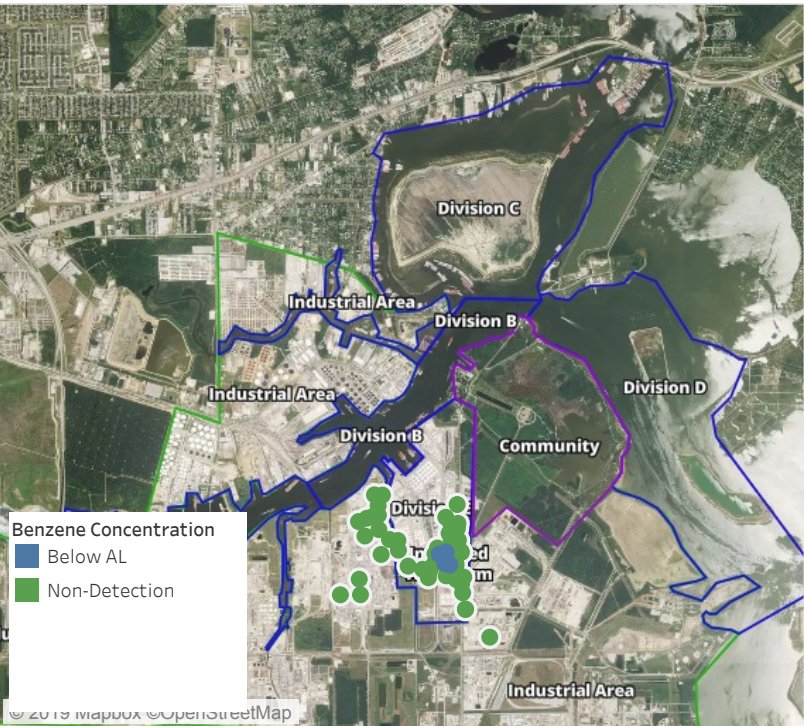 Division C
Industrial Area
Division B
Industrial Area
Division D
Division B
Community
Benzene Concentration
Below AL
Non-Detection
Industrial Area
© 2019 Mapbox ©OpenStreetMap